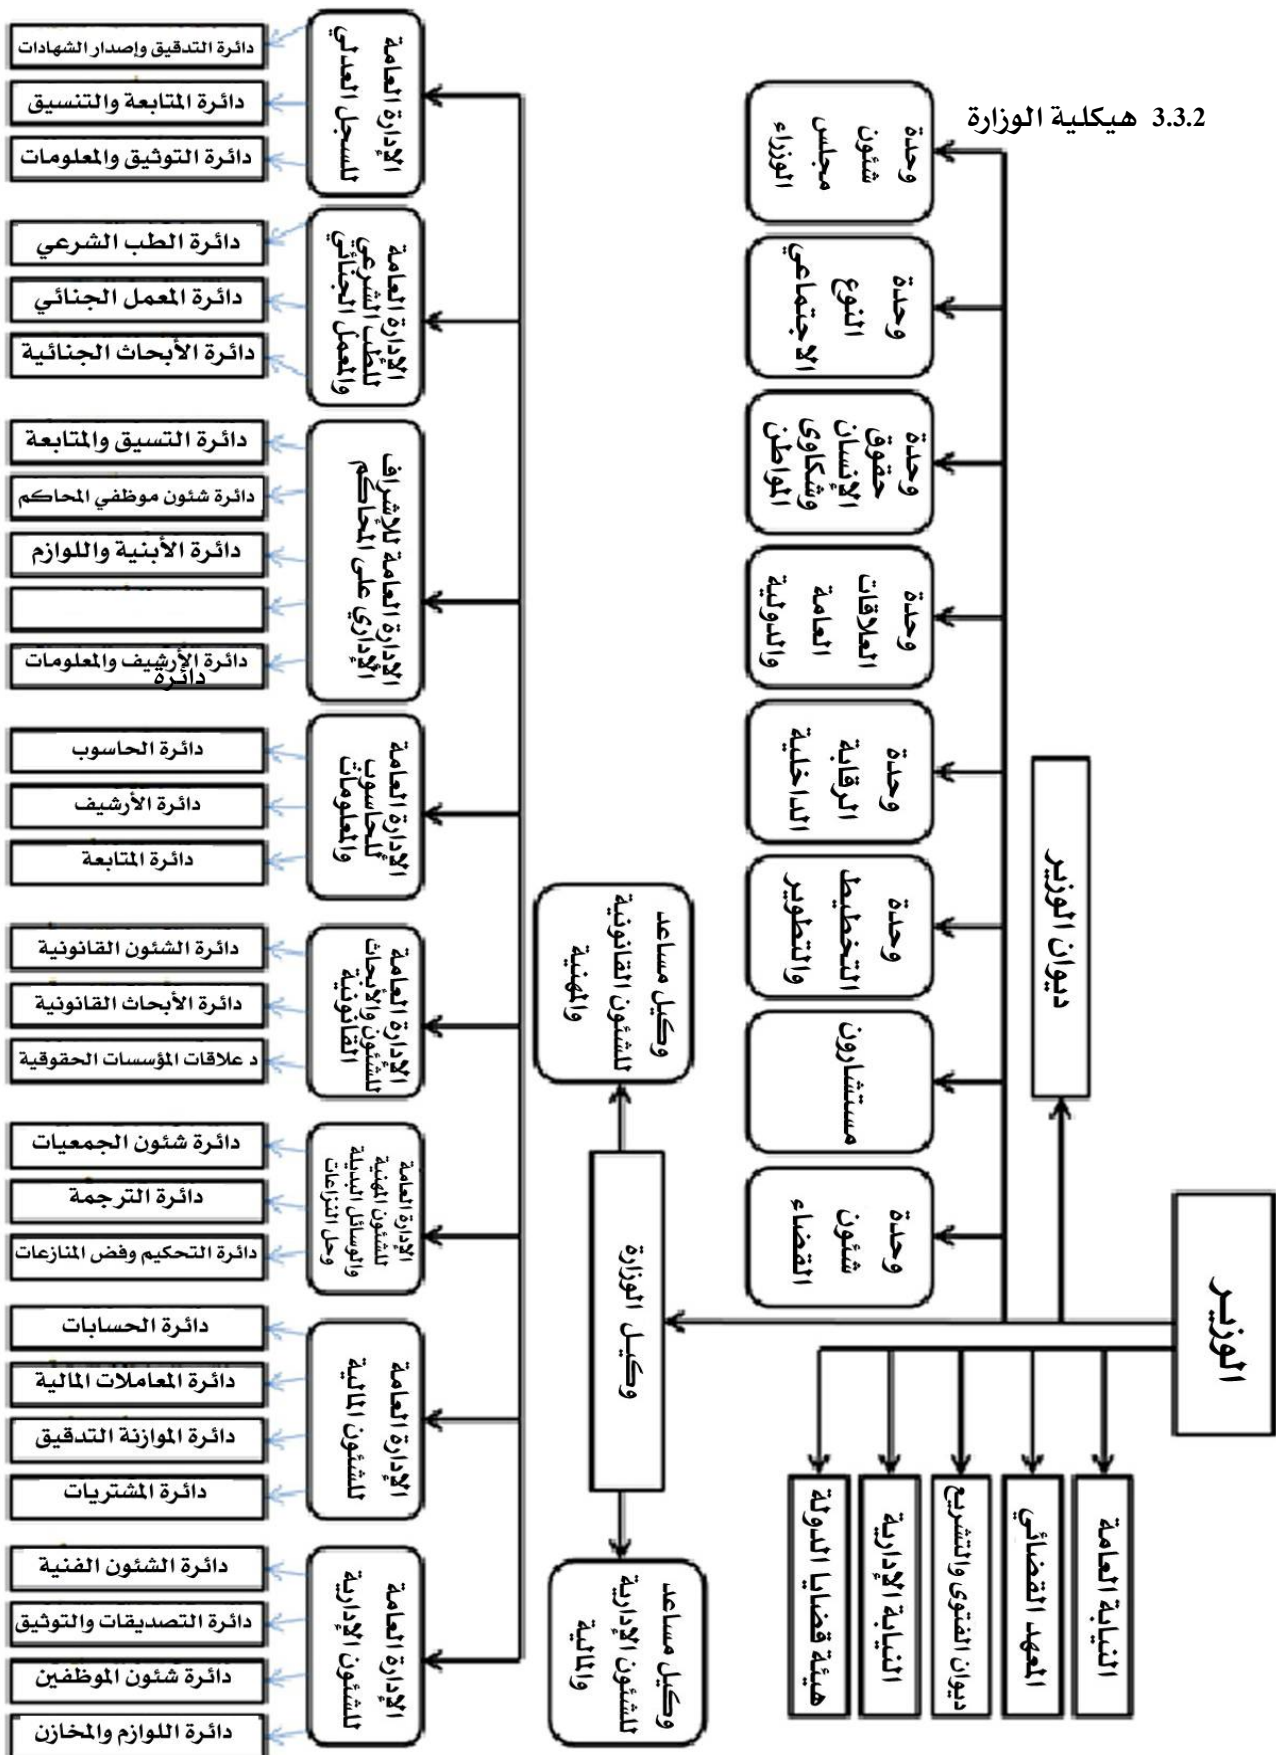 3.3.2 هيكلية الوزارة
الوزيـر
ديوان الوزير
النيابة العامة
المعهد القضائي
ديوان الفتوى والتشريع
النيابة الإدارية
هيئة قضايا الدولة
وحدة
شئون
مجلس
الوزراء
وحدة
النوع
الاجتماعي
وحدة
حقوق
الإنسان
وشكاوى
المواطن
وحدة
العلاقات
العامة
والدولية
وحدة
الرقابة
الداخلية
وحدة
التخطيط
والتطوير
مستشارون
وحدة
شئون
القضاء
وكيـل الوزارة
وكيل مساعد
للشئون القانونية
والمهنية
وكيل مساعد
للشئون الإدارية
والمالية
الإدارة العامة
للسجل العدلي
دائرة التدقيق وإصدار الشهادات
دائرة المتابعة والتنسيق
دائرة التوثيق والمعلومات
الإدارة العامة
للطب الشرعي
والمعمل الجنائي
دائرة الطب الشرعي
دائرة المعمل الجنائي
دائرة الأبحاث الجنائية
الإدارة العامة للإشراف
الإداري على المحاكم
دائرة التسيق والمتابعة
دائرة شئون موظفي المحاكم
دائرة الأبنية واللوازم
دائرة الأرشيف والمعلومات
دائرة
الإدارة العامة
للحاسوب
والمعلومات
دائرة الحاسوب
دائرة الأرشيف
دائرة المتابعة
الإدارة العامة
للشئون والأبحاث
القانونية
دائرة الشئون القانونية
دائرة الأبحاث القانونية
د علاقات المؤسسات الحقوقية
الإدارة العامة
للشئون المهنية
والوسائل البديلة
وحل النزاعات
دائرة شئون الجمعيات
دائرة الترجمة
دائرة التحكيم وفض المنازعات
الإدارة العامة
للشئون المالية
دائرة الحسابات
دائرة المعاملات المالية
دائرة الموازنة التدقيق
دائرة المشتريات
الإدارة العامة
للشئون الإدارية
دائرة الشئون الفنية
دائرة التصديقات والتوثيق
دائرة شئون الموظفين
دائرة اللوازم والمخازن